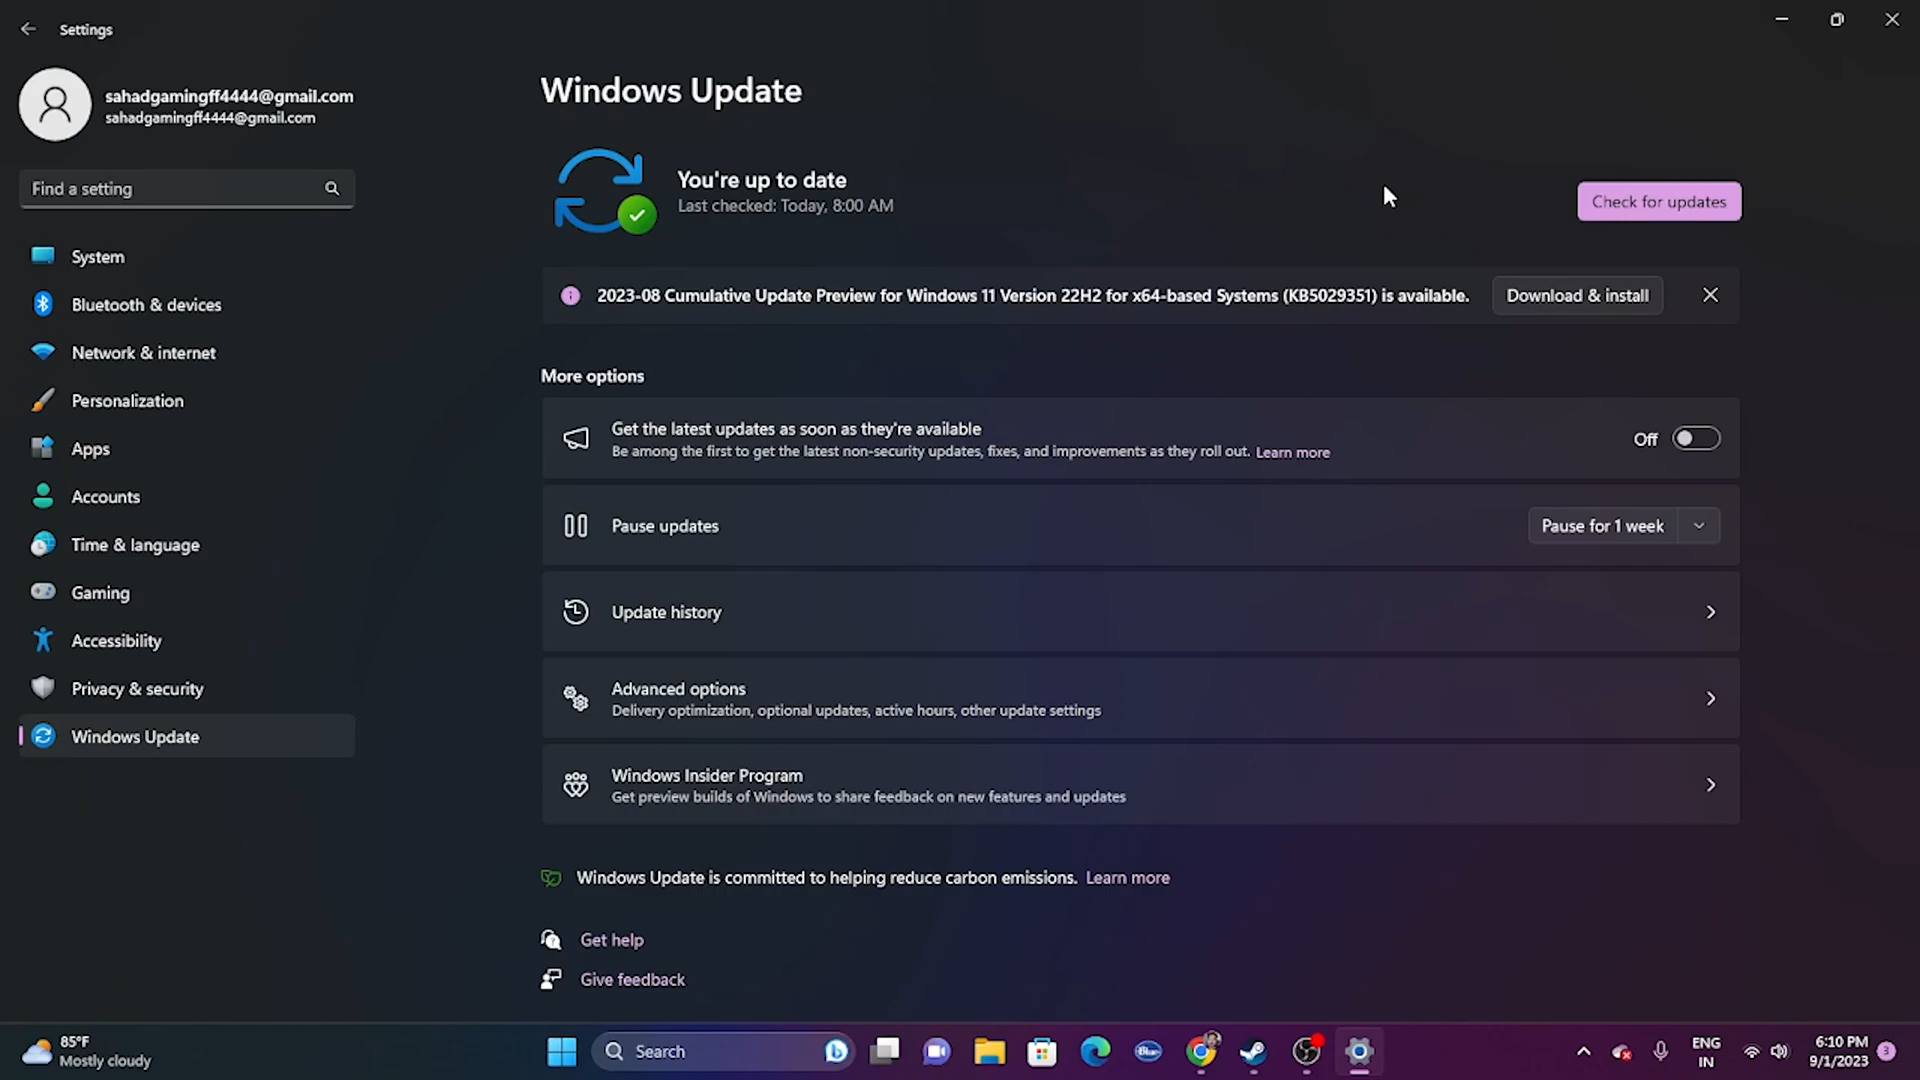 Settings
sahadgamingff4444@gmail.com
sahadgamingff4444@gmail.com
Find a setting
System
Bluetooth & devices
Network & internet
Personalization
Apps
Accounts
Time & language
Gaming
Accessibility
Privacy & security
Windows Update
Windows Update
You're up to date
Last checked: Today, 8:00 AM
Check for updates
2023-08 Cumulative Update Preview for Windows 11 Version 22H2 for x64-based Systems (KB5029351) is available.
Download & install
More options
Get the latest updates as soon as they're available
Be among the first to get the latest non-security updates, fixes, and improvements as they roll out. Learn more
Off
Pause updates
Pause for 1 week
Update history
Advanced options
Delivery optimization, optional updates, active hours, other update settings
Windows Insider Program
Get preview builds of Windows to share feedback on new features and updates
Windows Update is committed to helping reduce carbon emissions. Learn more
Get help
Give feedback
85°F
Mostly cloudy
Search
Blue
ENG
IN
6:10 PM
9/1/2023
3